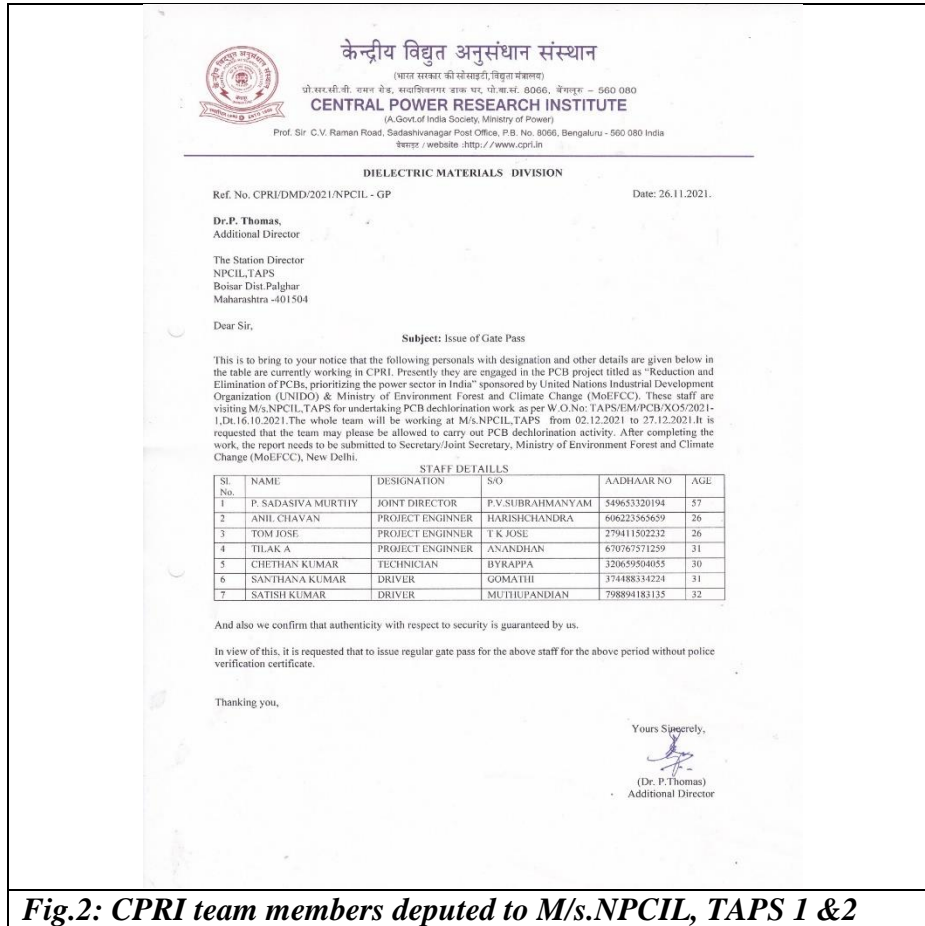 केन्द्रीय विद्युत अनुसंधान संस्थान
(भारत सरकार की सोसाइटी, विद्युत मंत्रालय)
प्रो.सर.सी.वी. रामन रोड, सदाशिवनगर डाक घर, पो.बा.सं. 8066, बेंगलूरु – 560 080
CENTRAL POWER RESEARCH INSTITUTE
(A.Govt.of India Society, Ministry of Power)
Prof. Sir C.V. Raman Road, Sadashivanagar Post Office, P.B. No. 8066, Bengaluru - 560 080 India
वेबसाइट / website :http://www.cpri.in
DIELECTRIC MATERIALS DIVISION
Ref. No. CPRI/DMD/2021/NPCIL - GP Date: 26.11.2021.
Dr.P. Thomas,
Additional Director
The Station Director
NPCIL,TAPS
Boisar Dist.Palghar
Maharashtra -401504
Dear Sir,
Subject: Issue of Gate Pass
This is to bring to your notice that the following personals with designation and other details are given below in
the table are currently working in CPRI. Presently they are engaged in the PCB project titled as “Reduction and
Elimination of PCBs, prioritizing the power sector in India” sponsored by United Nations Industrial Development
Organization (UNIDO) & Ministry of Environment Forest and Climate Change (MoEFCC). These staff are
visiting M/s.NPCIL,TAPS for undertaking PCB dechlorination work as per W.O.No: TAPS/EM/PCB/XO5/2021-
1,Dt.16.10.2021.The whole team will be working at M/s.NPCIL,TAPS from 02.12.2021 to 27.12.2021.It is
requested that the team may please be allowed to carry out PCB dechlorination activity. After completing the
work, the report needs to be submitted to Secretary/Joint Secretary, Ministry of Environment Forest and Climate
Change (MoEFCC), New Delhi.
STAFF DETAILLS
Sl. No. NAME DESIGNATION S/O AADHAAR NO AGE
1 P. SADASIVA MURTHY JOINT DIRECTOR P.V.SUBRAHMANYAM 549653320194 57
2 ANIL CHAVAN PROJECT ENGINNER HARISHCHANDRA 606223565659 26
3 TOM JOSE PROJECT ENGINNER T K JOSE 279411502232 26
4 TILAK A PROJECT ENGINNER ANANDHAN 670767571259 31
5 CHETHAN KUMAR TECHNICIAN BYRAPPA 320659504055 30
6 SANTHANA KUMAR DRIVER GOMATHI 374488334224 31
7 SATISH KUMAR DRIVER MUTHUPANDIAN 798894183135 32
And also we confirm that authenticity with respect to security is guaranteed by us.
In view of this, it is requested that to issue regular gate pass for the above staff for the above period without police
verification certificate.
Thanking you,
Yours Sincerely,
(Dr. P.Thomas)
Additional Director
Fig.2: CPRI team members deputed to M/s.NPCIL, TAPS 1 &2